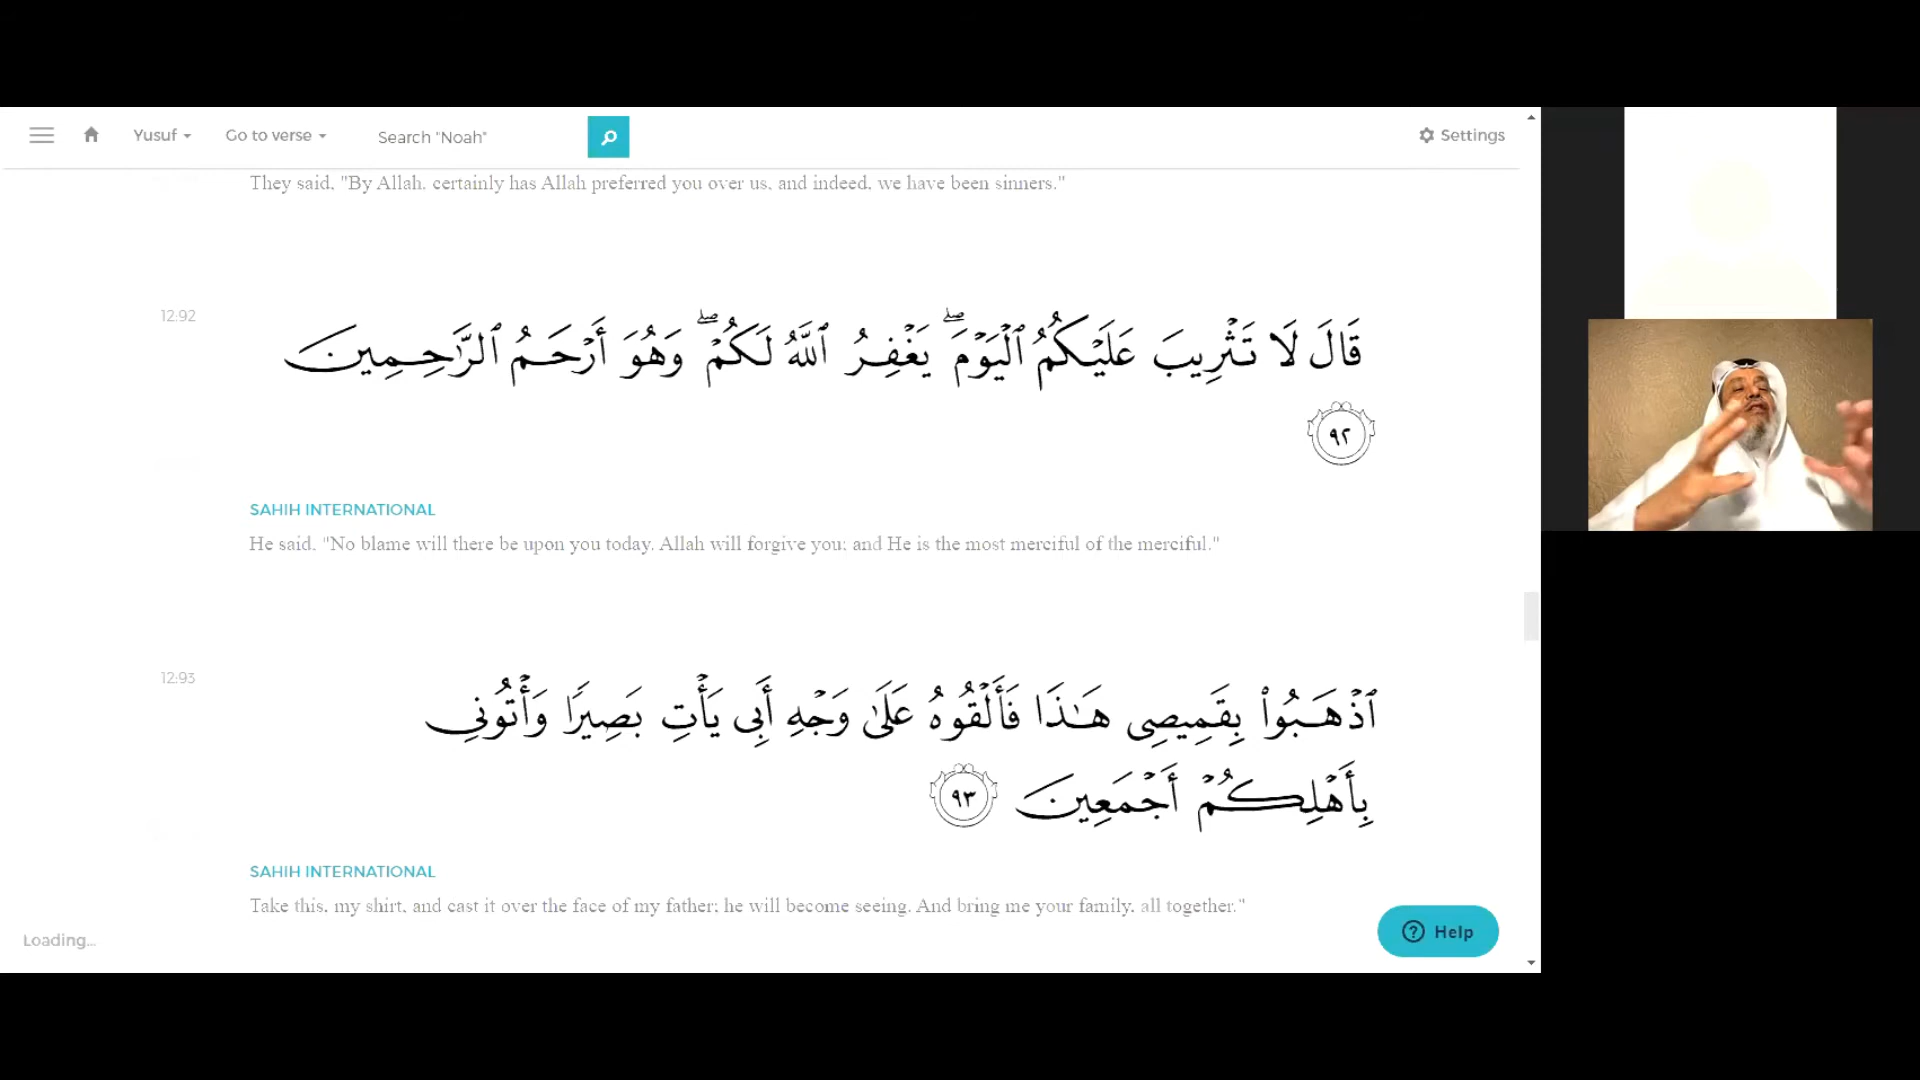 Yusuf
Go to verse
Search "Noah"
Settings
They said, "By Allah, certainly has Allah preferred you over us, and indeed, we have been sinners."
12:92
قَالَ لَا تَثۡرِيبَ عَلَيۡكُمُ ٱلۡيَوۡمَۖ يَغۡفِرُ ٱللَّهُ لَكُمۡۖ وَهُوَ أَرۡحَمُ ٱلرَّٰحِمِينَ
٩٢
SAHIH INTERNATIONAL
He said, "No blame will there be upon you today. Allah will forgive you; and He is the most merciful of the merciful."
12:93
ٱذۡهَبُواْ بِقَمِيصِي هَٰذَا فَأَلۡقُوهُ عَلَىٰ وَجۡهِ أَبِي يَأۡتِ بَصِيرٗا وَأۡتُونِي
بِأَهۡلِكُمۡ أَجۡمَعِينَ ٩٣
SAHIH INTERNATIONAL
Take this, my shirt, and cast it over the face of my father; he will become seeing. And bring me your family, all together."
Loading...
Help